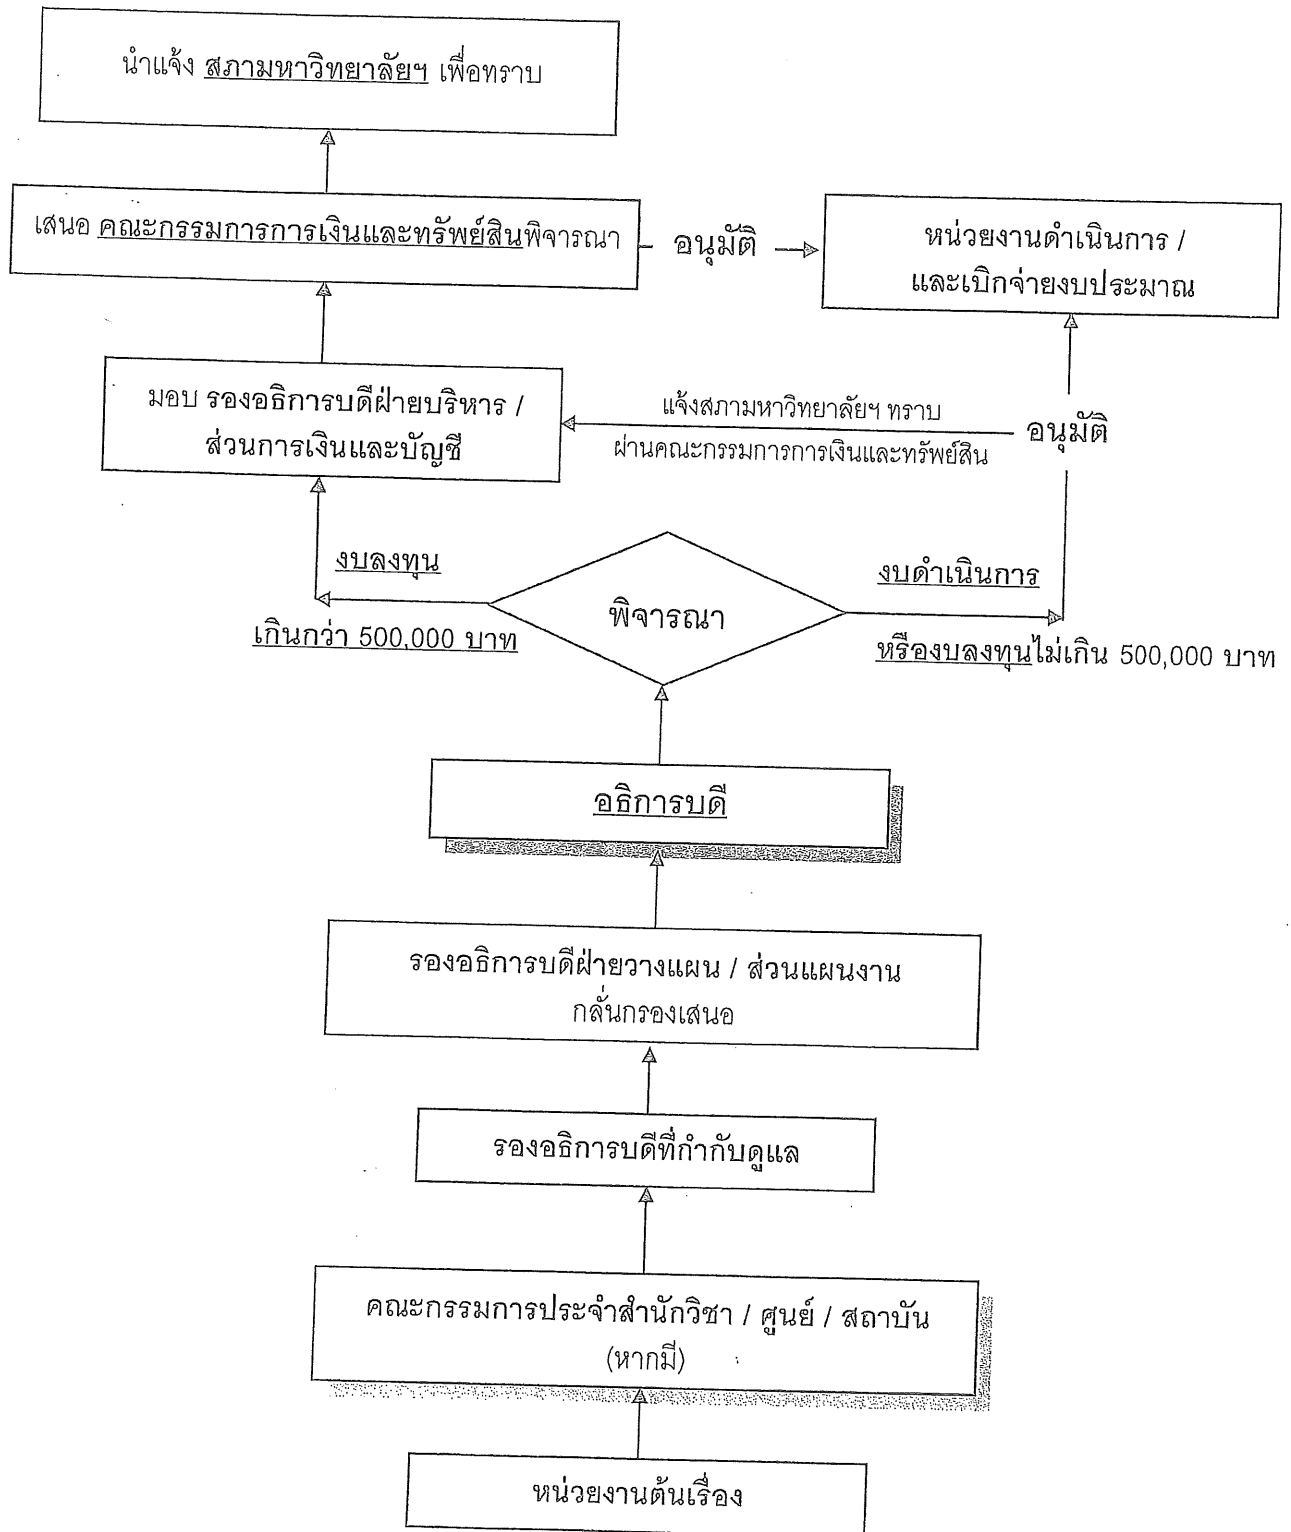 นำแจ้ง สภามหาวิทยาลัยฯ เพื่อทราบ
เสนอ คณะกรรมการการเงินและทรัพย์สินพิจารณา
อนุมัติ
หน่วยงานดำเนินการ /
และเบิกจ่ายงบประมาณ
มอบ รองอธิการบดีฝ่ายบริหาร /
ส่วนการเงินและบัญชี
แจ้งสภามหาวิทยาลัยฯ ทราบ
ผ่านคณะกรรมการการเงินและทรัพย์สิน
อนุมัติ
งบลงทุน
เกินกว่า 500,000 บาท
พิจารณา
งบดำเนินการ
หรืองบลงทุนไม่เกิน 500,000 บาท
อธิการบดี
รองอธิการบดีฝ่ายวางแผน / ส่วนแผนงาน
กลั่นกรองเสนอ
รองอธิการบดีที่กำกับดูแล
คณะกรรมการประจำสำนักวิชา / ศูนย์ / สถาบัน
(หากมี)
หน่วยงานต้นเรื่อง